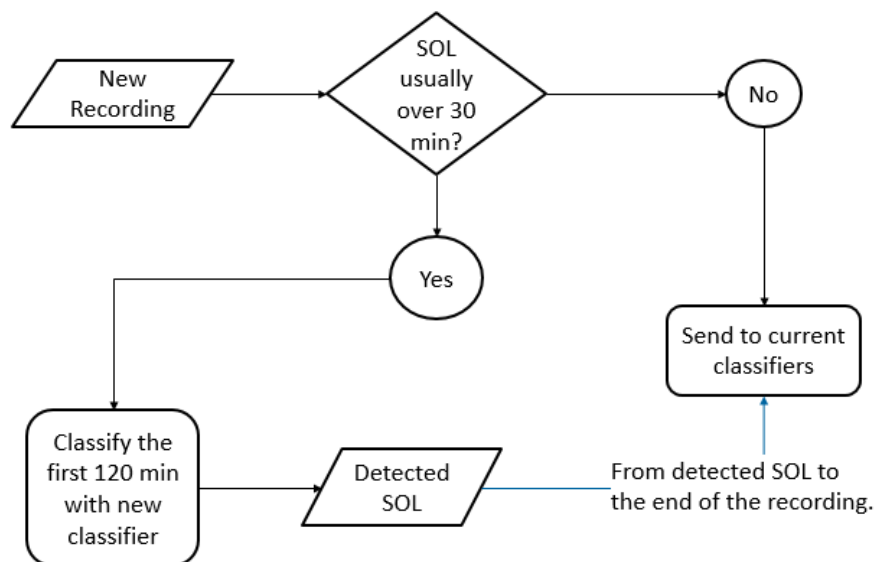 New
Recording
SOL
usually
over 30
min?
No
Yes
Send to current
classifiers
Classify the
first 120 min
with new
classifier
Detected
SOL
From detected SOL to
the end of the recording.